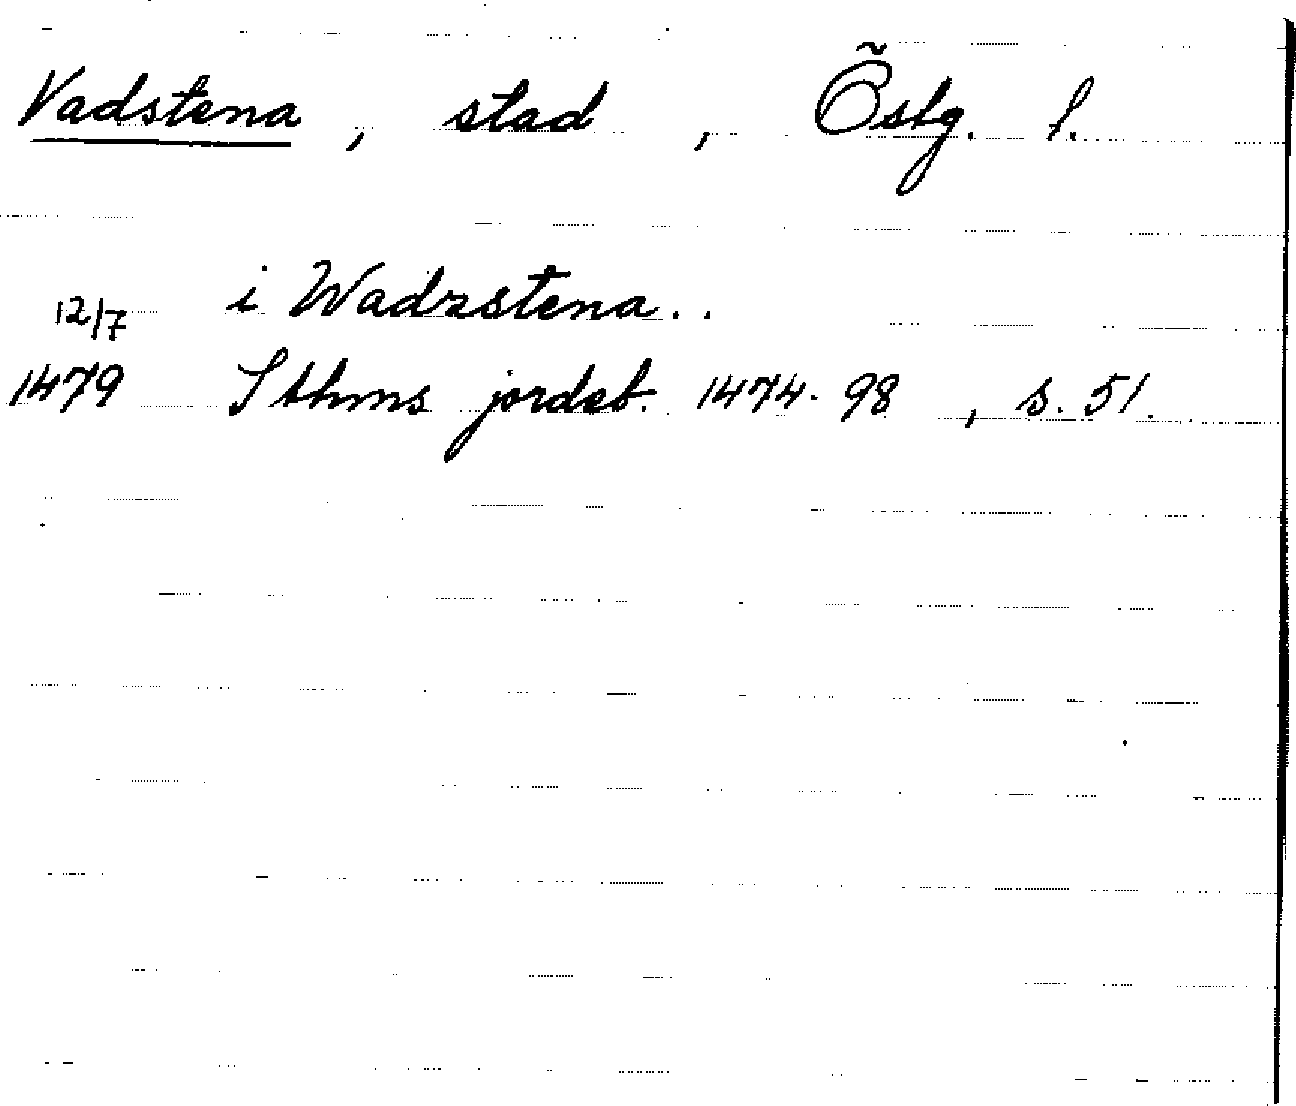 Vadstena, stad, Östg. l.
12/7 i Wadzstena..
1479 Sthms jordeb. 1474-98, s. 51.